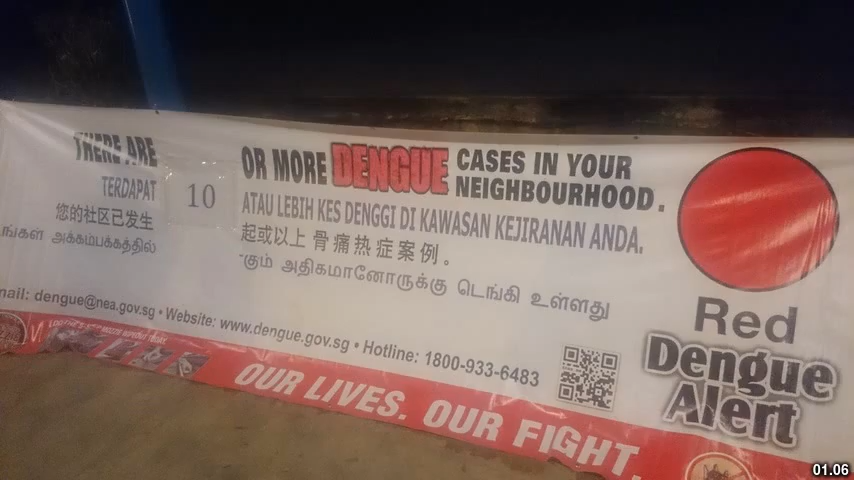 THERE ARE 10 OR MORE DENGUE CASES IN YOUR
NEIGHBOURHOOD.
TERDAPAT ATAU LEBIH KES DENGGI DI KAWASAN KEJIRANAN ANDA.
您的社区已发生 起或以上 骨痛热症案例。
அக்கம்பக்கத்தில் -கும் அதிகமானோருக்கு டெங்கி உள்ளது
dengue@nea.gov.sg • Website: www.dengue.gov.sg • Hotline: 1800-933-6483
OUR LIVES. OUR FIGHT.
Red
Dengue
Alert
01.06